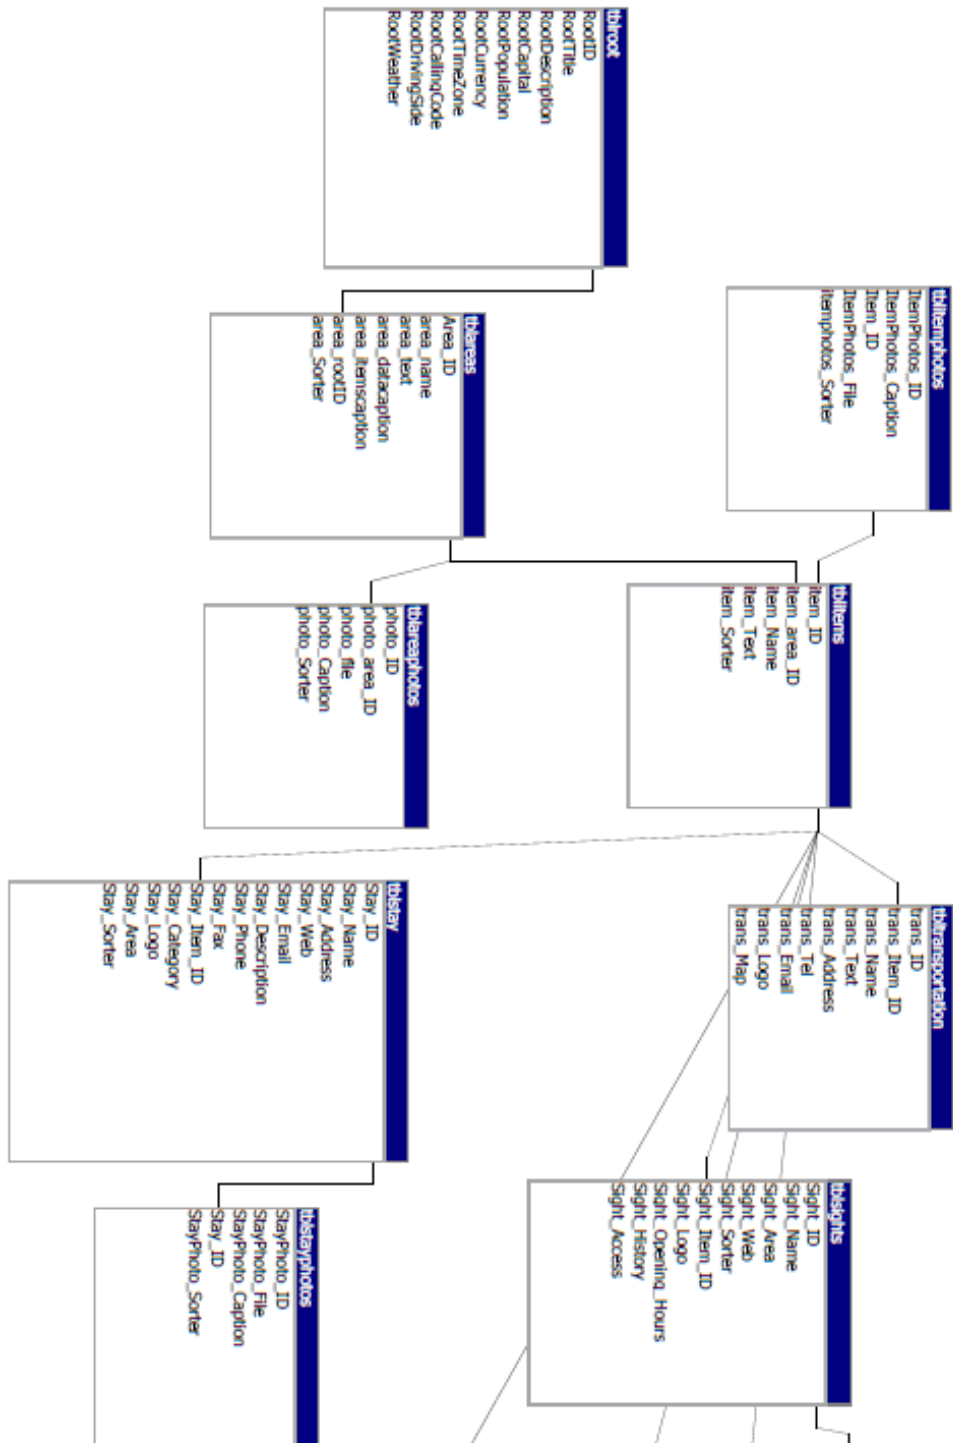 tblroot
RootID
RootTitle
RootDescription
RootCapital
RootPopulation
RootCurrency
RootTimeZone
RootCallingCode
RootDrivingSide
RootWeather
tblitemphotos
ItemPhotos_ID
ItemPhotos_Caption
Item_ID
ItemPhotos_File
itemphotos_Sorter
tblareas
Area_ID
area_name
area_text
area_datacaption
area_itemscaption
area_rootID
area_Sorter
tblitems
item_ID
item_area_ID
item_Name
item_Text
item_Sorter
tblareaphotos
photo_ID
photo_area_ID
photo_file
photo_Caption
photo_Sorter
tblstay
Stay_ID
Stay_Name
Stay_Address
Stay_Web
Stay_Email
Stay_Description
Stay_Phone
Stay_Fax
Stay_Item_ID
Stay_Category
Stay_Logo
Stay_Area
Stay_Sorter
tbltransportation
trans_ID
trans_Item_ID
trans_Name
trans_Text
trans_Address
trans_Tel
trans_Email
trans_Logo
trans_Map
tblsights
Sight_ID
Sight_Name
Sight_Area
Sight_Web
Sight_Sorter
Sight_Item_ID
Sight_Logo
Sight_Opening_Hours
Sight_History
Sight_Access
tblstayphotos
StayPhoto_ID
StayPhoto_File
StayPhoto_Caption
Stay_ID
StayPhoto_Sorter